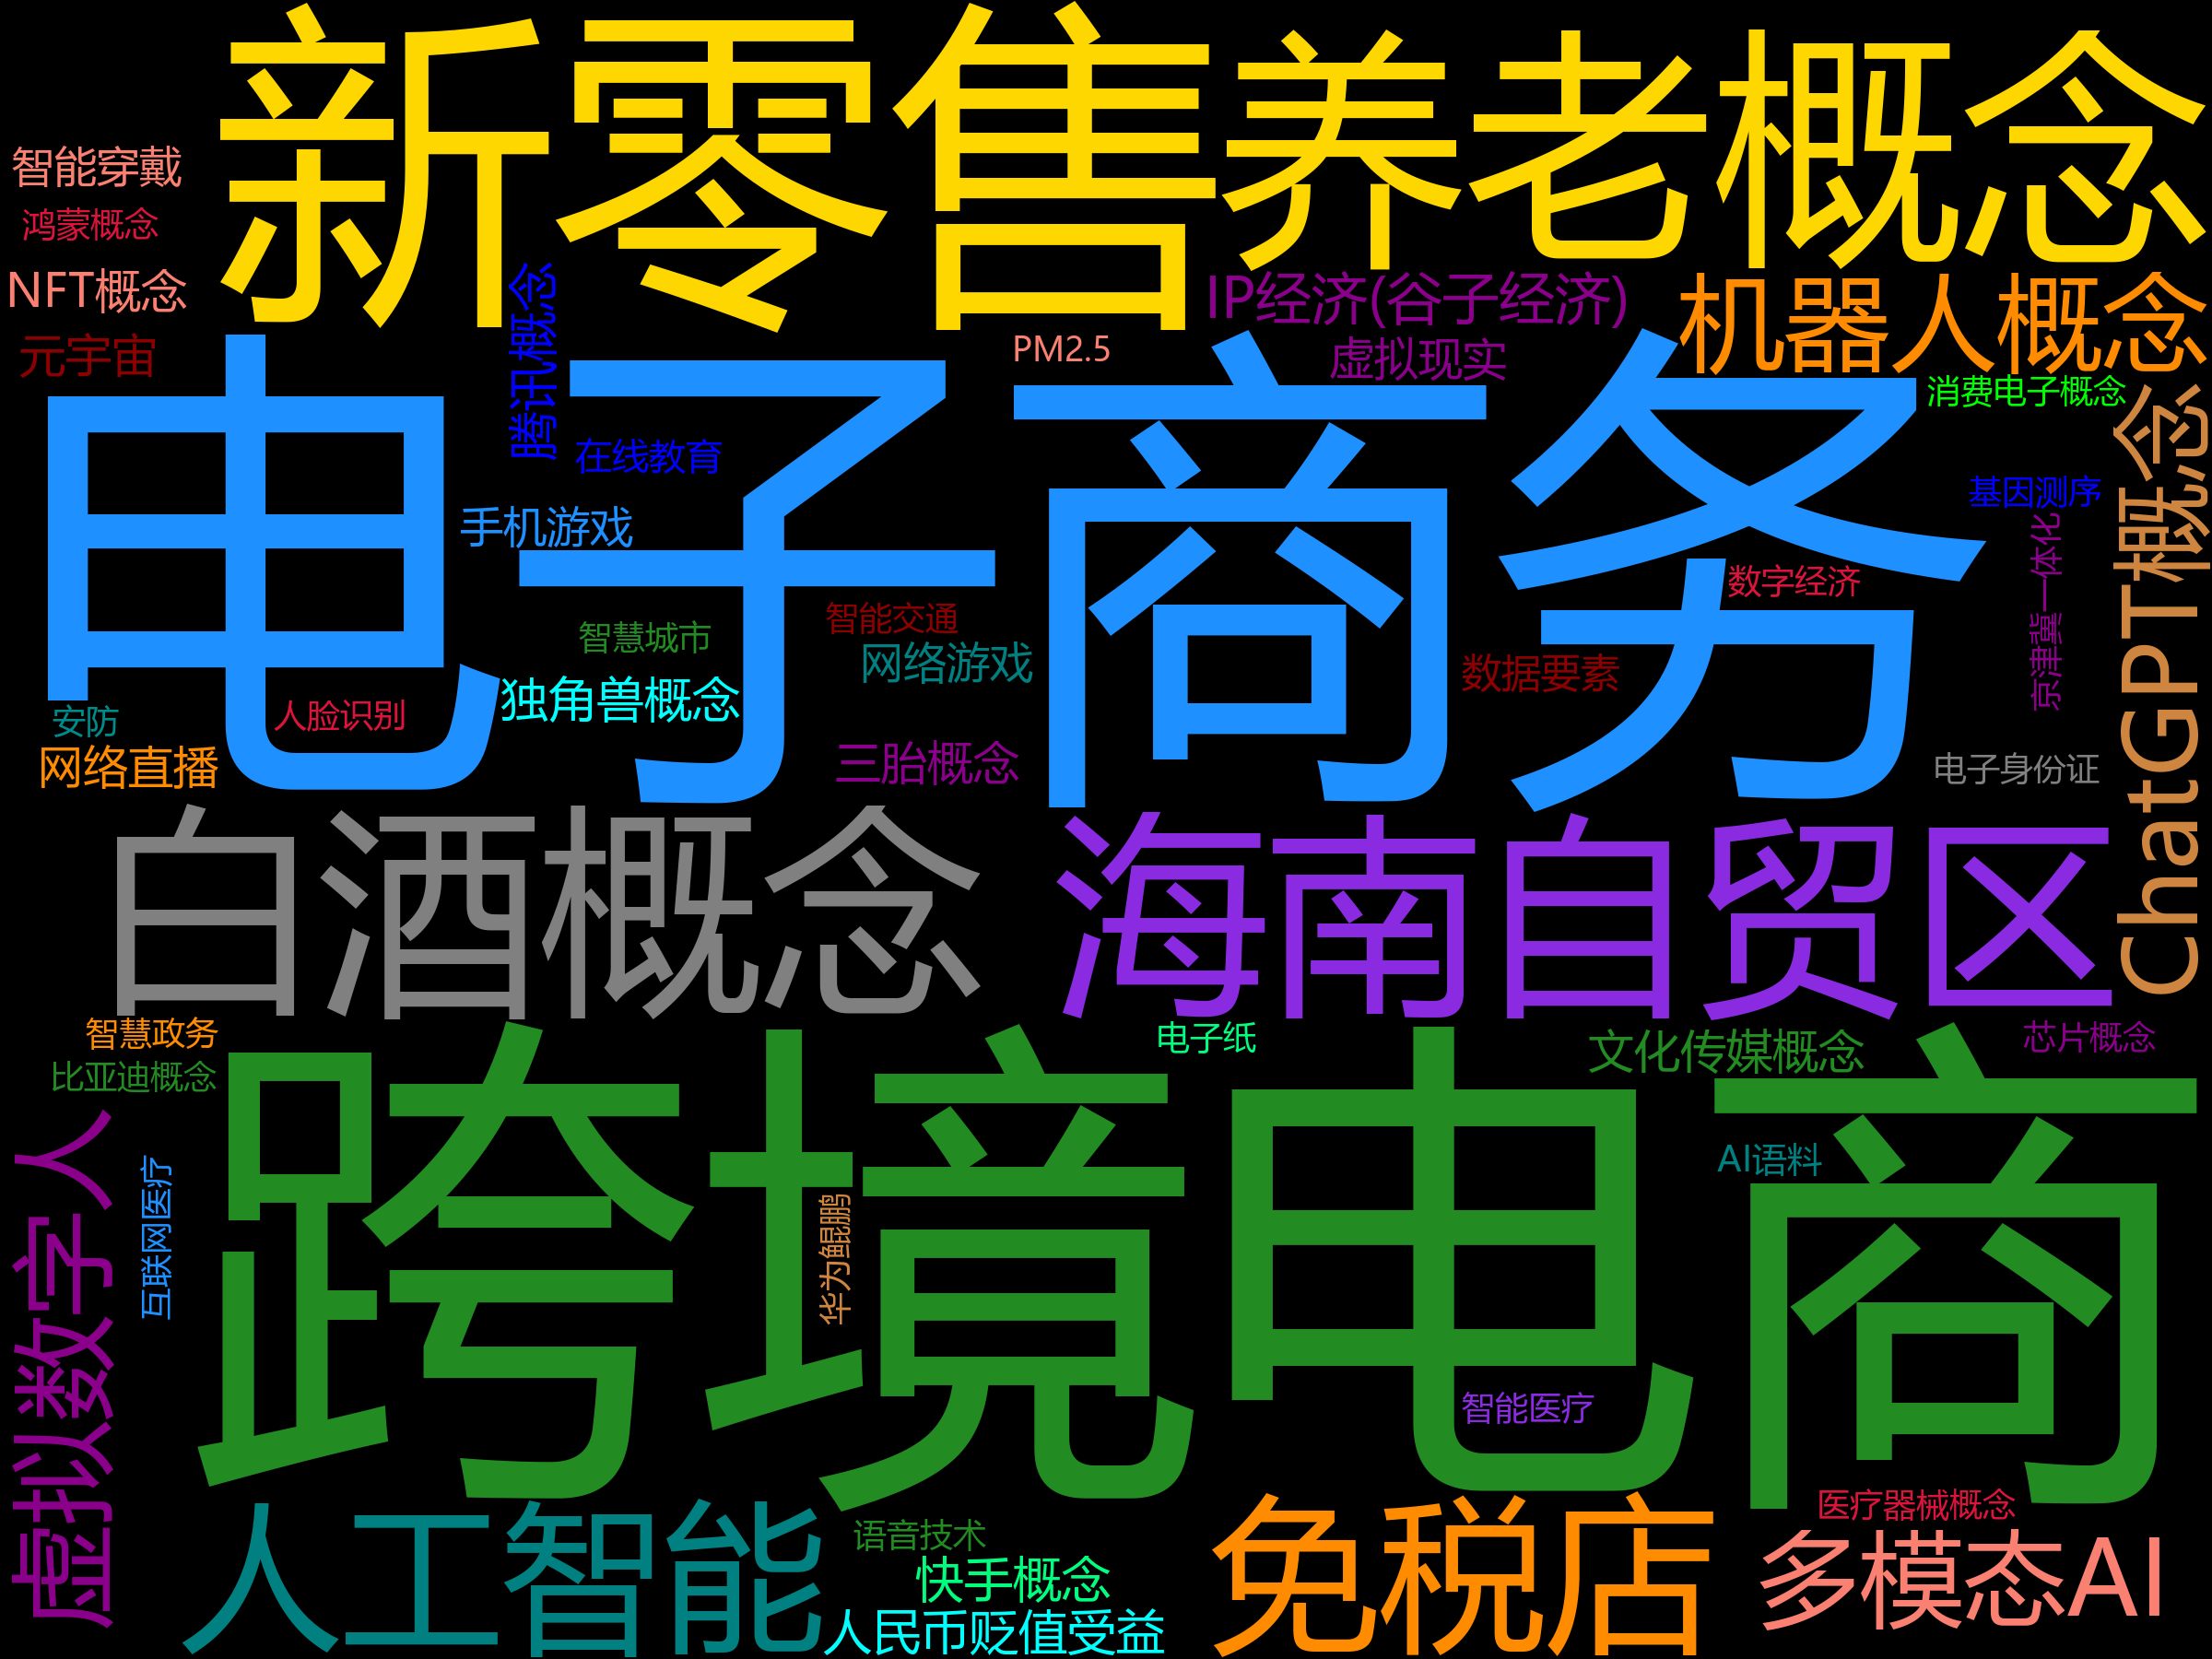 新零售
养老概念
智能穿戴
鸿蒙概念
NFT概念
元宇宙
腾讯概念
IP经济(谷子经济)
机器人概念
PM2.5
虚拟现实
消费电子概念
电子商务
在线教育
手机游戏
基因测序
京津冀一体化
ChatGPT概念
数字经济
智能交通
智慧城市
网络游戏
数据要素
独角兽概念
人脸识别
安防
网络直播
三胎概念
电子身份证
白酒概念
海南自贸区
智慧政务
电子纸
文化传媒概念
芯片概念
比亚迪概念
跨境电商
AI语料
互联网医疗
华为鲲鹏
虚拟数字人
智能医疗
医疗器械概念
人工智能
语音技术
快手概念
人民币贬值受益
免税店
多模态AI